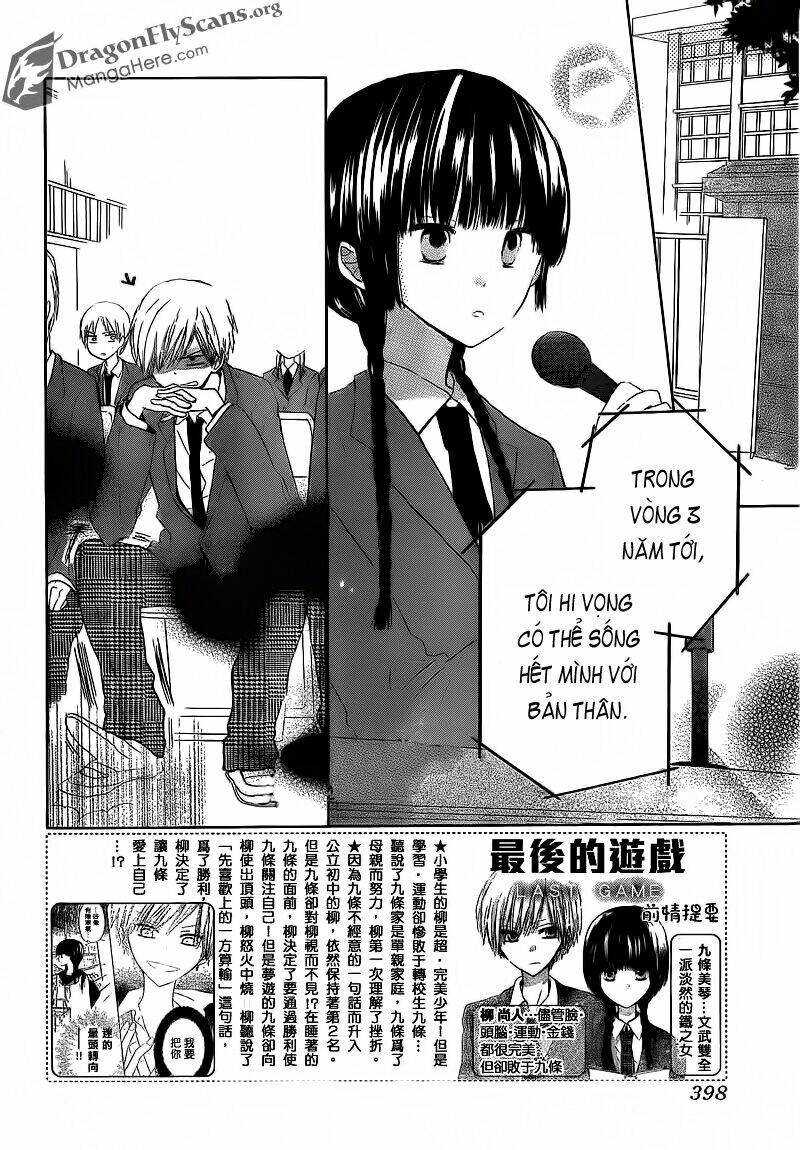 DragonFlyScans.org
MangaHere.com
TRONG
VÒNG 3
NĂM TỚI,
TÔI HI VỌNG
CÓ THỂ SỐNG
HẾT MÌNH VỚI
BẢN THÂN.
最後的遊戲
LAST GAME
前情提要
九條美琴…文武雙全
一派淡然的鐵之女
柳 尚人…儘管臉·
頭腦·運動·金錢
都很完美…
但卻敗于九條
★小學生的柳是超·完美少年！但是
學習·運動卻慘敗于轉校生九條…
聽說了九條家是單親家庭，九條爲了
母親而努力，柳第一次理解了挫折。
★因為九條不經意的一句話而升入
公立初中的柳，依然保持著第2名。
但是九條卻對柳視而不見!?在睡著的
九條的面前，柳決定了要通過勝利使
九條關注自己！但是夢遊的九條卻向
柳使出頂頭，柳怒火中燒‖柳聽說了
「先喜歡上的一方算輸」這句話，
爲了勝利，
柳決定了
讓九條
愛上自己
…!?
我要
把你
迷的
暈頭轉向
——!!
398